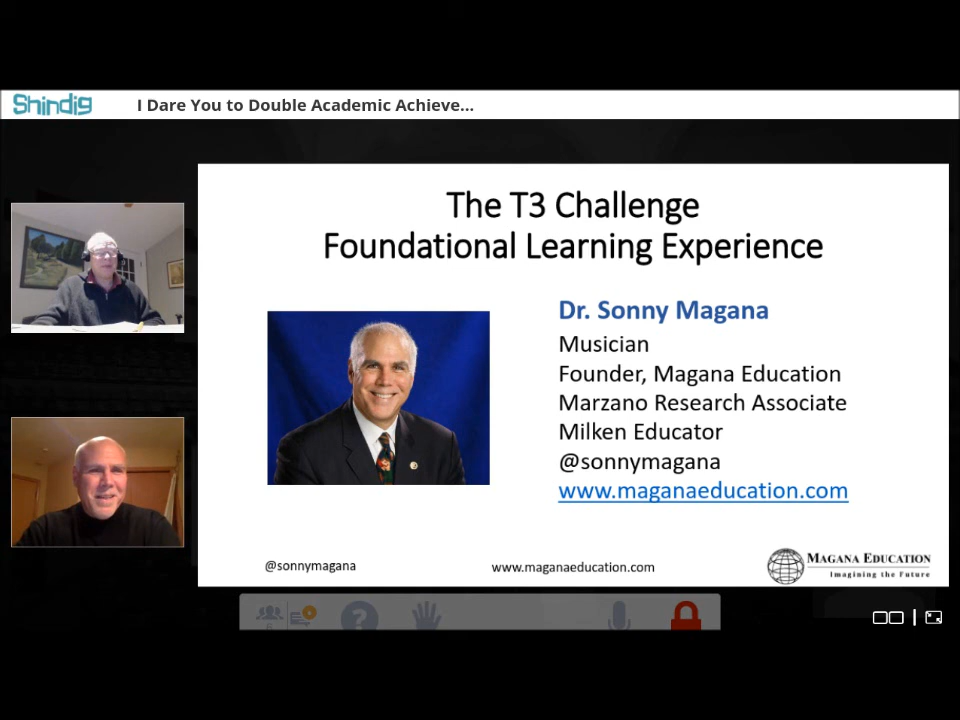 Shindig
I Dare You to Double Academic Achieve...
The T3 Challenge
Foundational Learning Experience
Dr. Sonny Magana
Musician
Founder, Magana Education
Marzano Research Associate
Milken Educator
@sonnymagana
www.maganaeducation.com
@sonnymagana
www.maganaeducation.com
MAGANA EDUCATION
Imagining the Future